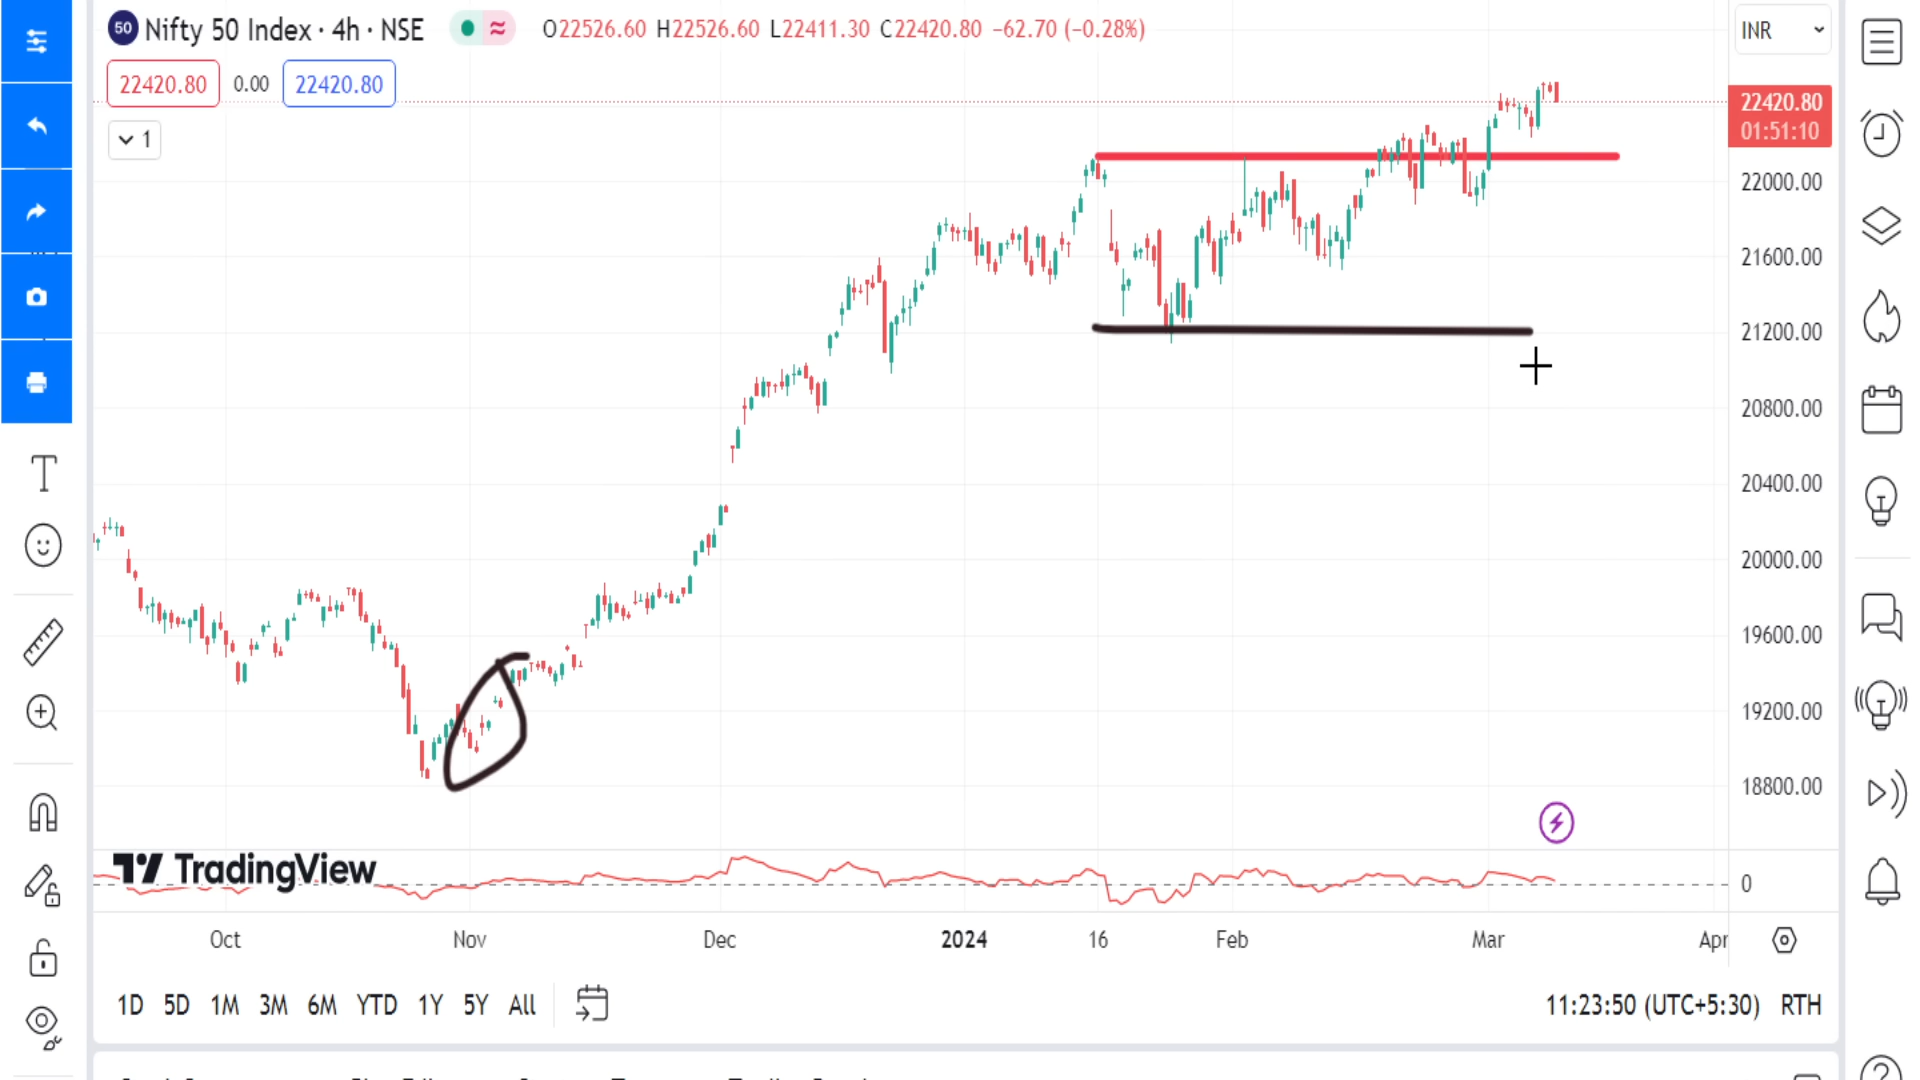 50 Nifty 50 Index · 4h · NSE O22526.60 H22526.60 L22411.30 C22420.80 −62.70 (−0.28%)
INR
22420.80 0.00 22420.80
1
22420.80
01:51:10
22000.00
21600.00
21200.00
20800.00
20400.00
20000.00
19600.00
19200.00
18800.00
TradingView
0
Oct Nov Dec 2024 16 Feb Mar Apr
1D 5D 1M 3M 6M YTD 1Y 5Y All
11:23:50 (UTC+5:30) RTH